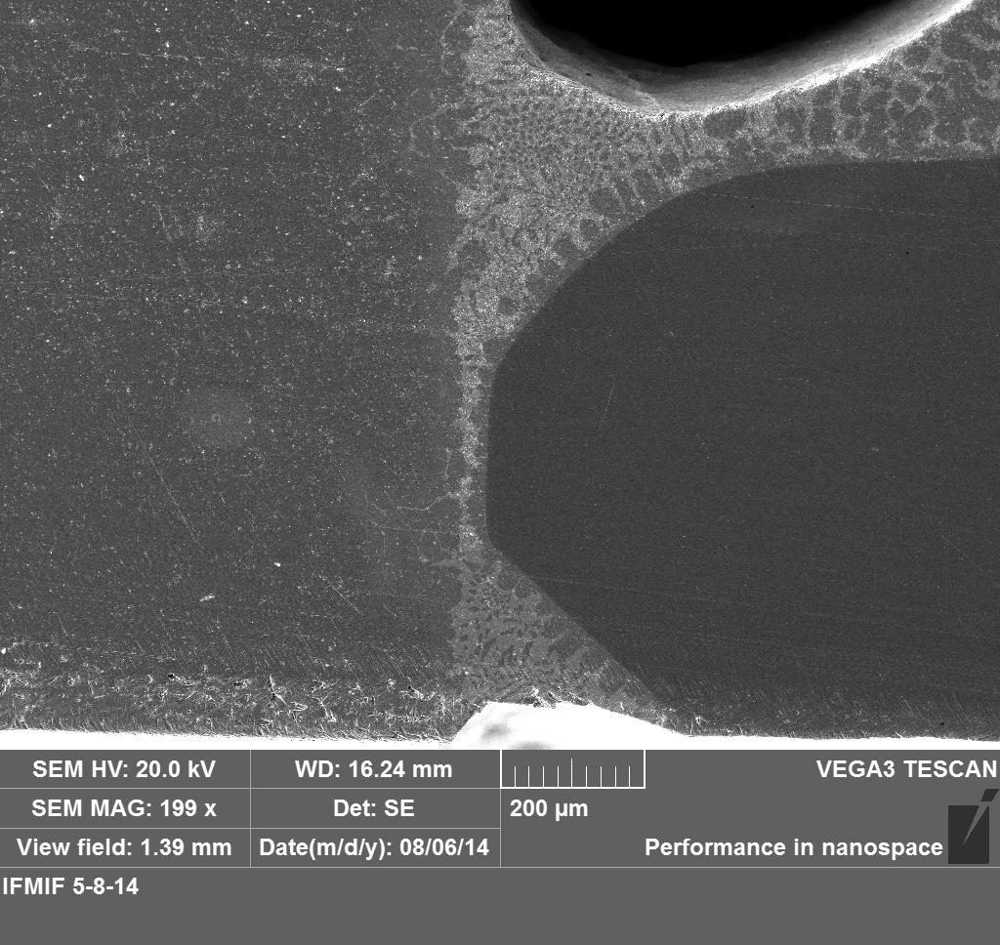 SEM HV: 20.0 kV
WD: 16.24 mm
VEGA3 TESCAN
SEM MAG: 199 x
Det: SE
200 µm
View field: 1.39 mm
Date(m/d/y): 08/06/14
Performance in nanospace
IFMIF 5-8-14